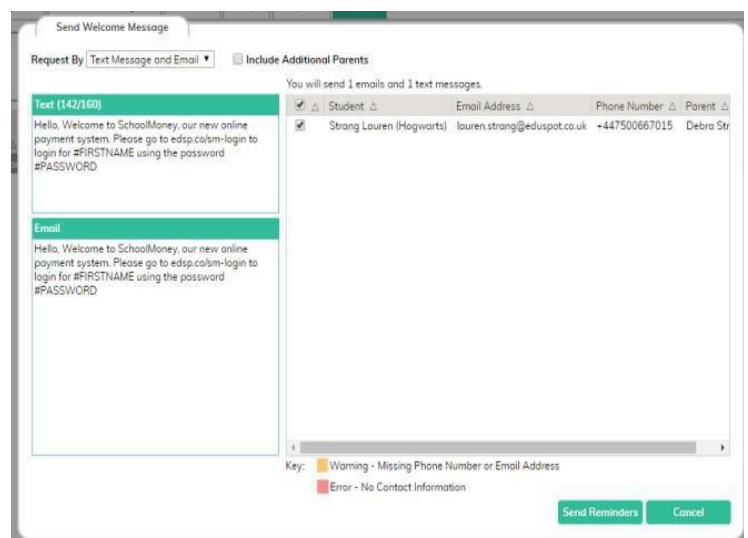 Send Welcome Message
Request By Text Message and Email ▼ Include Additional Parents
You will send 1 emails and 1 text messages.
Text (142/160)
Hello, Welcome to SchoolMoney, our new online
payment system. Please go to edsp.co/sm-login to
login for #FIRSTNAME using the password
#PASSWORD
Email
Hello, Welcome to SchoolMoney, our new online
payment system. Please go to edsp.co/sm-login to
login for #FIRSTNAME using the password
#PASSWORD
Student Email Address Phone Number Parent
Strang Lauren (Hogwarts) lauren.strang@eduspot.co.uk +447500667015 Debra Str
Key: Warning - Missing Phone Number or Email Address
Error - No Contact Information
Send Reminders Cancel